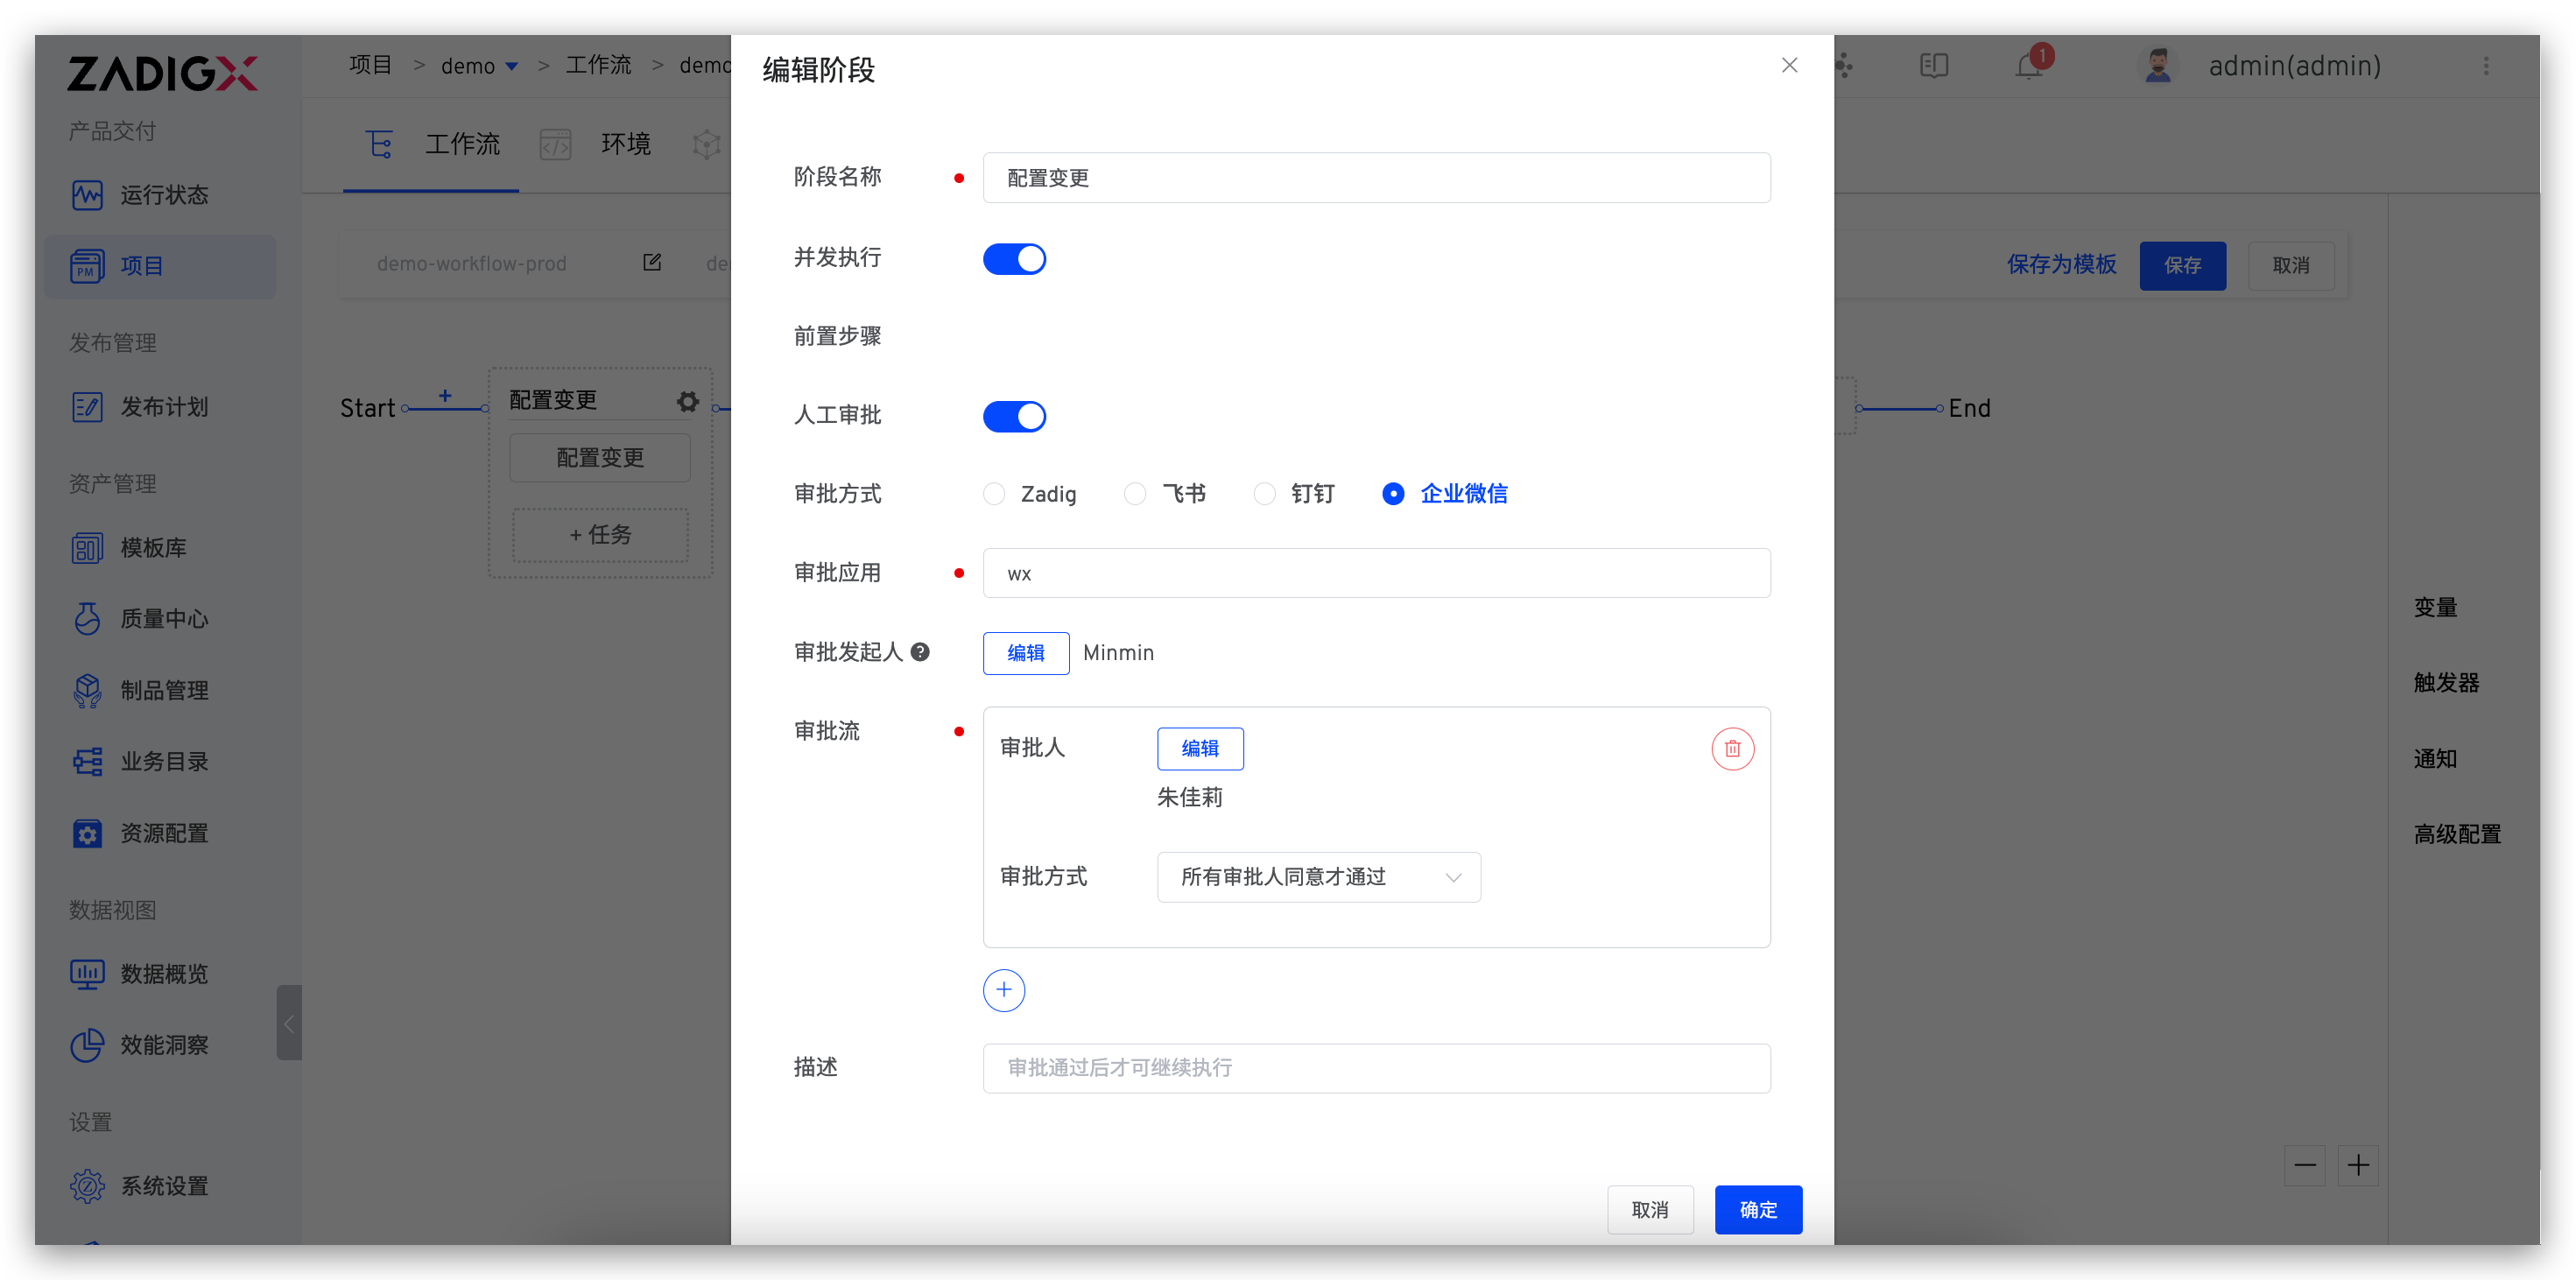 ZADIGX
产品交付
运行状态
项目
发布管理
发布计划
资产管理
模板库
质量中心
制品管理
业务目录
资源配置
数据视图
数据概览
效能洞察
设置
系统设置
项目 > demo > 工作流 > demo
1
admin(admin)
工作流
环境
demo-workflow-prod
保存为模板
保存
取消
Start
+
配置变更
配置变更
+ 任务
End
变量
触发器
通知
高级配置
编辑阶段
阶段名称
配置变更
并发执行
前置步骤
人工审批
审批方式
Zadig
飞书
钉钉
企业微信
审批应用
wx
审批发起人 ?
编辑
Minmin
审批流
审批人
编辑
朱佳莉
审批方式
所有审批人同意才通过
+
描述
审批通过后才可继续执行
取消
确定